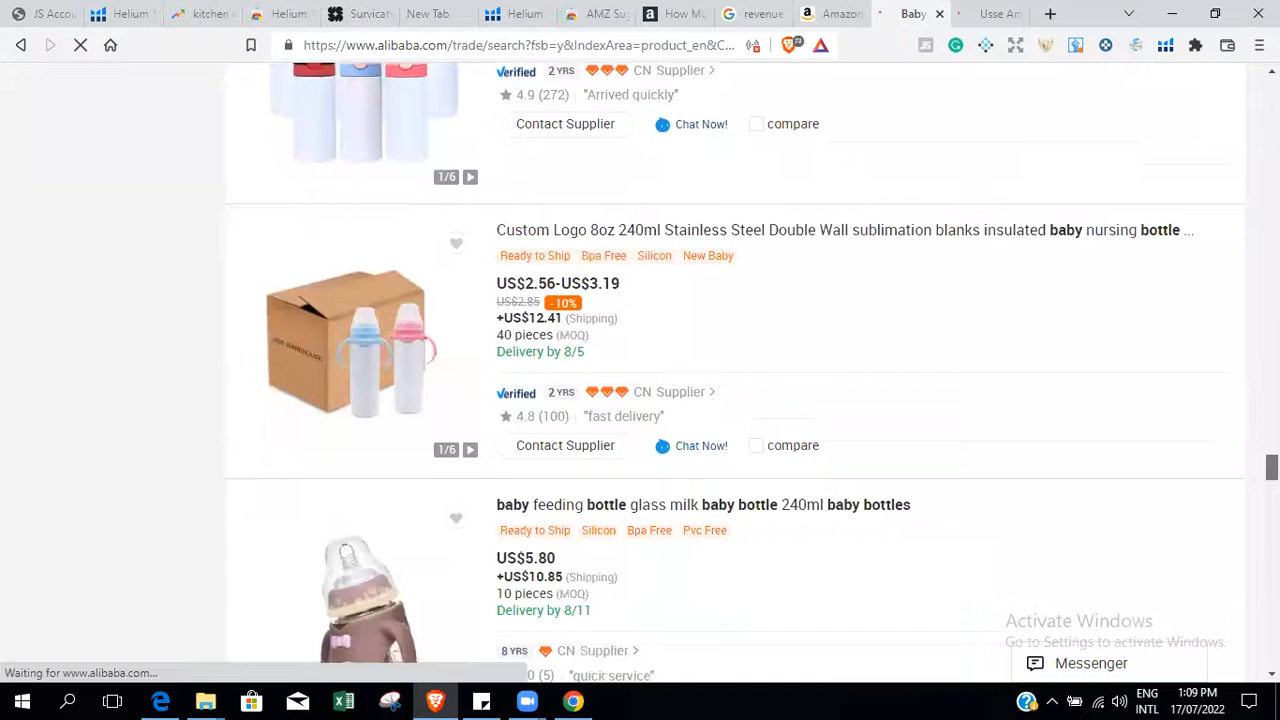 JS Accou
Helium
kitchen
Helium
Survicat
New Tab
Helium
AMZ Su
How Mu
revenue
Amazon
Baby
Usse Am
https://www.alibaba.com/trade/search?fsb=y&IndexArea=product_en&C...
72
Verified 2 YRS CN Supplier >
4.9 (272) "Arrived quickly"
Contact Supplier Chat Now! compare
1/6
Custom Logo 8oz 240ml Stainless Steel Double Wall sublimation blanks insulated baby nursing bottle ...
Ready to Ship Bpa Free Silicon New Baby
US$2.56-US$3.19
US$2.85 -10%
+US$12.41 (Shipping)
40 pieces (MOQ)
Delivery by 8/5
Verified 2 YRS CN Supplier >
4.8 (100) "fast delivery"
Contact Supplier Chat Now! compare
1/6
baby feeding bottle glass milk baby bottle 240ml baby bottles
Ready to Ship Silicon Bpa Free Pvc Free
US$5.80
+US$10.85 (Shipping)
10 pieces (MOQ)
Delivery by 8/11
8 YRS CN Supplier >
0 (5) "quick service"
Activate Windows
Go to Settings to activate Windows.
Messenger
Waiting for www.alibaba.com...
ENG
INTL
1:09 PM
17/07/2022